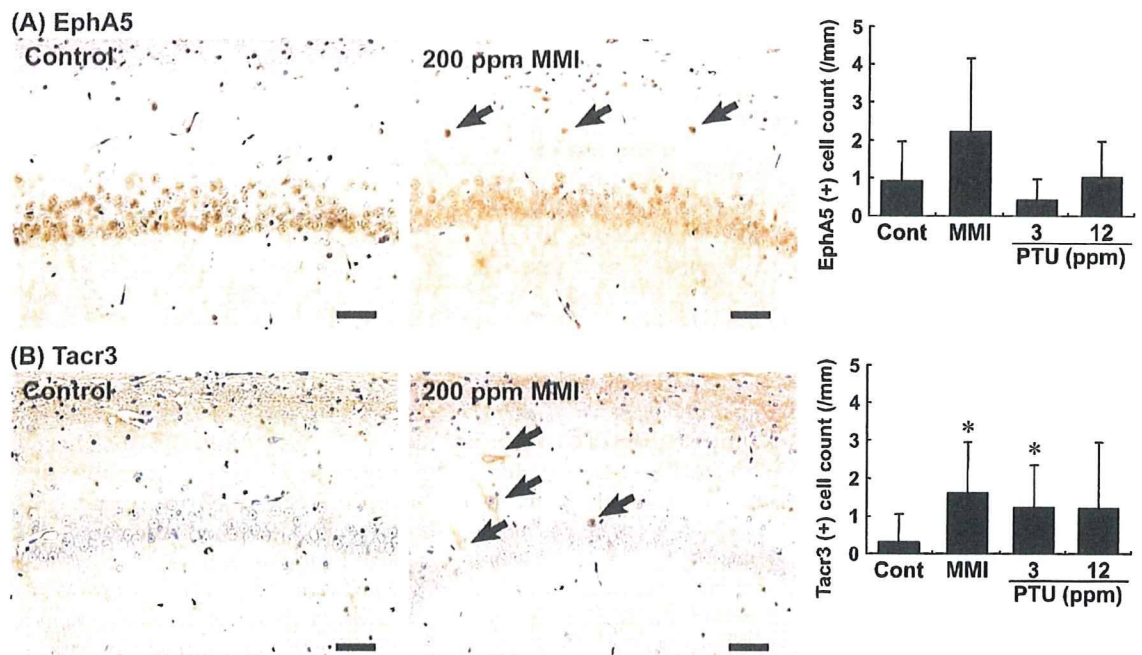 (A) EphA5
Control
200 ppm MMI
EphA5 (+) cell count (/mm)
5
4
3
2
1
0
Cont
MMI
3
12
PTU (ppm)
(B) Tacr3
Control
200 ppm MMI
Tacr3 (+) cell count (/mm)
5
4
3
2
1
0
*
*
Cont
MMI
3
12
PTU (ppm)